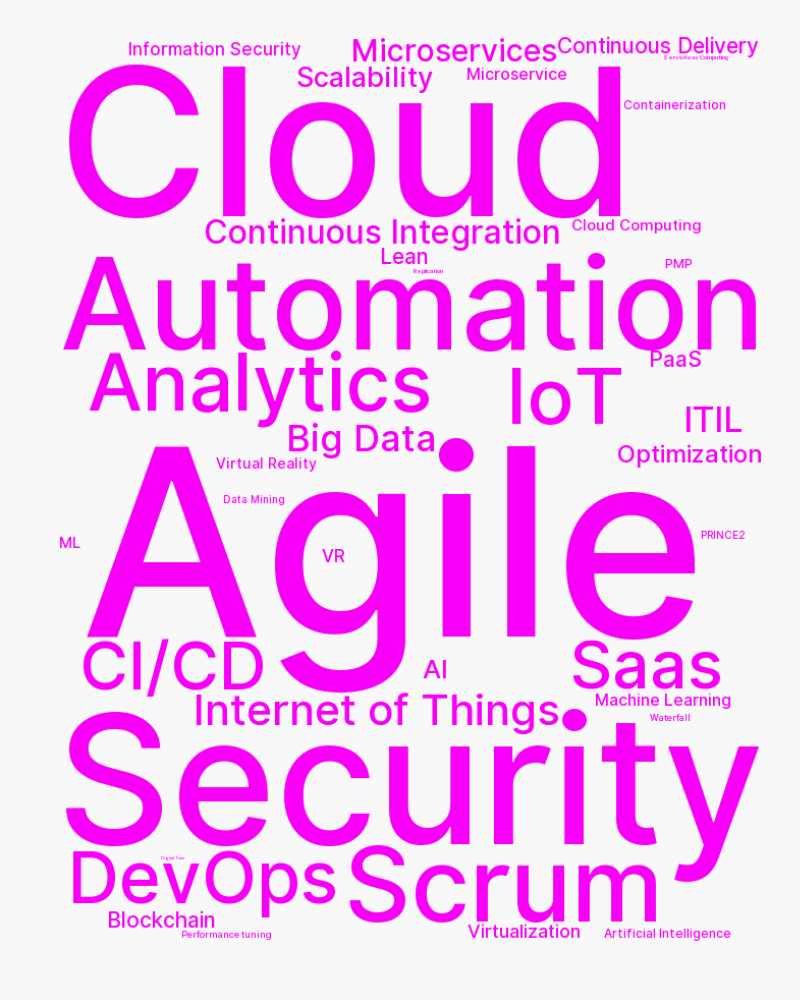 Information Security
Microservices
Continuous Delivery
Serverless Computing
Scalability
Microservice
Cloud
Containerization
Continuous Integration
Cloud Computing
Lean
PMP
Replication
Automation
PaaS
Analytics
IoT
ITIL
Big Data
Optimization
Virtual Reality
Data Mining
Agile
PRINCE2
ML
VR
CI/CD
AI
Saas
Machine Learning
Internet of Things
Waterfall
Security
DevOps
Scrum
Blockchain
Virtualization
Performance tuning
Artificial Intelligence